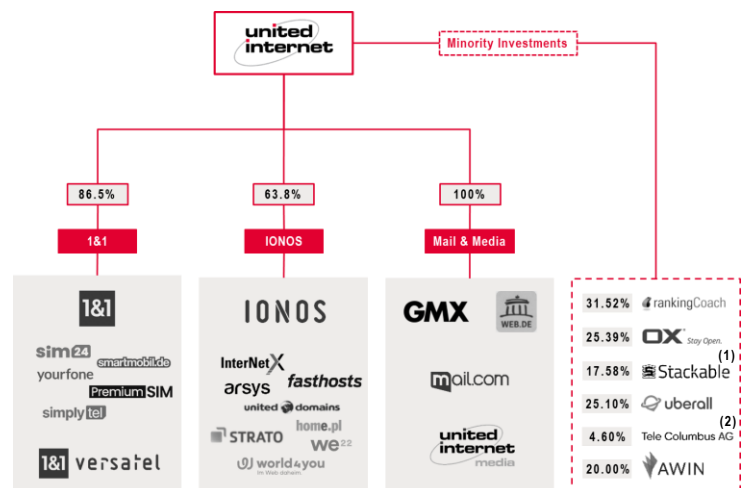 united
internet
Minority Investments
86.5%
63.8%
100%
1&1
IONOS
Mail & Media
1&1
sim24
smartmobil.de
yourfone
PremiumSIM
simplytel
1&1 versatel
IONOS
InterNetX
arsys
fasthosts
united domains
home.pl
STRATO
we22
world4you
Im Web daheim.
GMX
WEB.DE
mail.com
united
internet
media
31.52% rankingCoach
25.39% OX Stay Open.
(1)
17.58% Stackable
25.10% uberall
(2)
4.60% Tele Columbus AG
20.00% AWIN